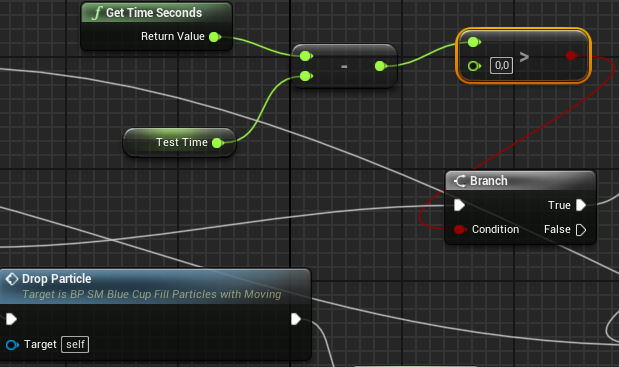 Get Time Seconds
Return Value
-
0,0
>
Test Time
Branch
True
Condition
False
Drop Particle
Target is BP SM Blue Cup Fill Particles with Moving
Target self